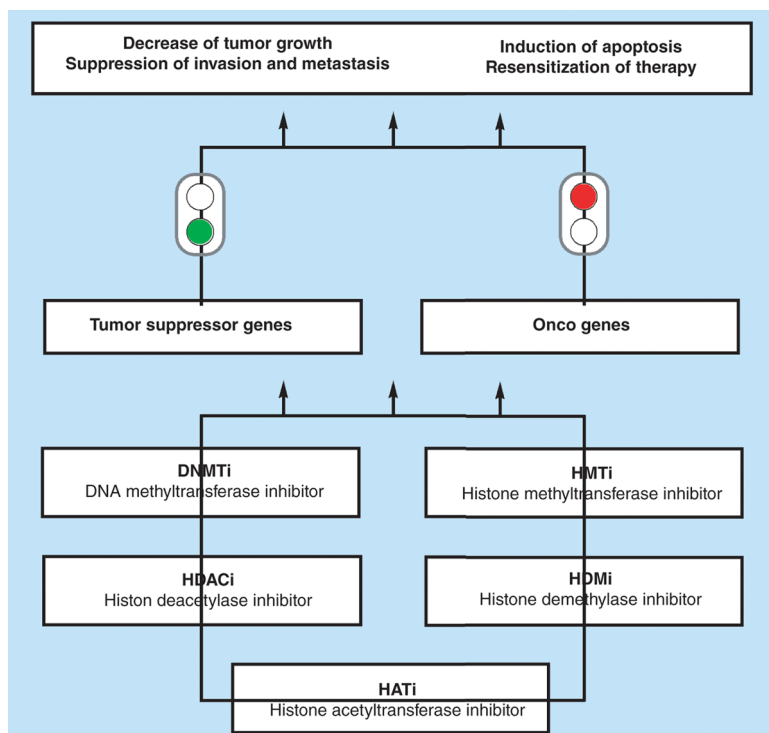 Decrease of tumor growth
Suppression of invasion and metastasis
Induction of apoptosis
Resensitization of therapy
Tumor suppressor genes
Onco genes
DNMTi
DNA methyltransferase inhibitor
HMTi
Histone methyltransferase inhibitor
HDACi
Histon deacetylase inhibitor
HDMi
Histone demethylase inhibitor
HATi
Histone acetyltransferase inhibitor